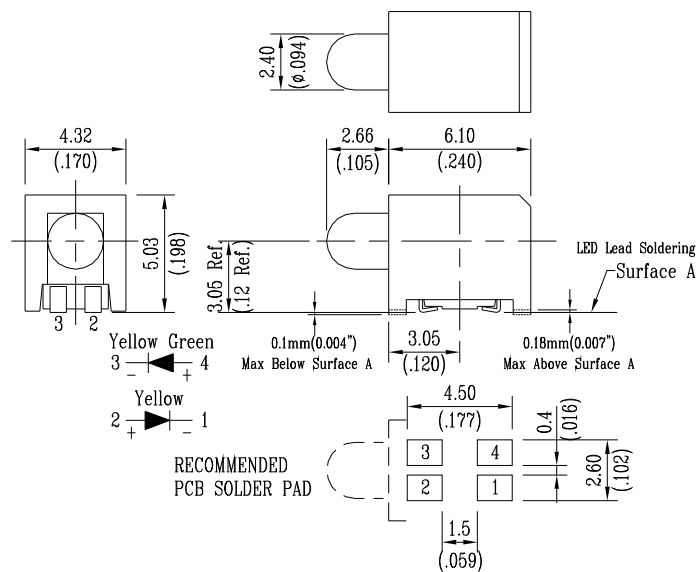 2.40
(ø.094)
4.32
(.170)
2.66
(.105)
6.10
(.240)
5.03
(.198)
3.05 Ref.
(.12 Ref.)
LED Lead Soldering
Surface A
3 2
0.1mm(0.004")
Max Below Surface A
3.05
(.120)
0.18mm(0.007")
Max Above Surface A
Yellow Green
3 4
- +
Yellow
2 1
+ -
4.50
(.177)
0.4
(.016)
3 4
2 1
2.60
(.102)
RECOMMENDED
PCB SOLDER PAD
1.5
(.059)